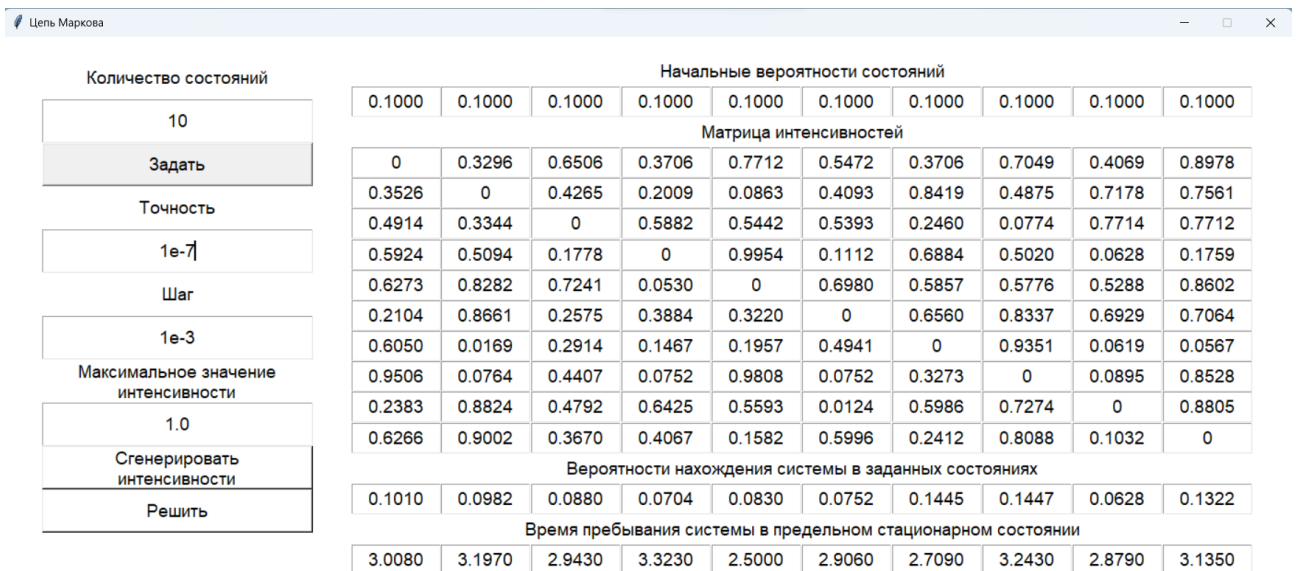 Цепь Маркова
Количество состояний
10
Задать
Точность
1e-7
Шаг
1e-3
Максимальное значение
интенсивности
1.0
Сгенерировать
интенсивности
Решить
Начальные вероятности состояний
0.1000 0.1000 0.1000 0.1000 0.1000 0.1000 0.1000 0.1000 0.1000 0.1000
Матрица интенсивностей
0 0.3296 0.6506 0.3706 0.7712 0.5472 0.3706 0.7049 0.4069 0.8978
0.3526 0 0.4265 0.2009 0.0863 0.4093 0.8419 0.4875 0.7178 0.7561
0.4914 0.3344 0 0.5882 0.5442 0.5393 0.2460 0.0774 0.7714 0.7712
0.5924 0.5094 0.1778 0 0.9954 0.1112 0.6884 0.5020 0.0628 0.1759
0.6273 0.8282 0.7241 0.0530 0 0.6980 0.5857 0.5776 0.5288 0.8602
0.2104 0.8661 0.2575 0.3884 0.3220 0 0.6560 0.8337 0.6929 0.7064
0.6050 0.0169 0.2914 0.1467 0.1957 0.4941 0 0.9351 0.0619 0.0567
0.9506 0.0764 0.4407 0.0752 0.9808 0.0752 0.3273 0 0.0895 0.8528
0.2383 0.8824 0.4792 0.6425 0.5593 0.0124 0.5986 0.7274 0 0.8805
0.6266 0.9002 0.3670 0.4067 0.1582 0.5996 0.2412 0.8088 0.1032 0
Вероятности нахождения системы в заданных состояниях
0.1010 0.0982 0.0880 0.0704 0.0830 0.0752 0.1445 0.1447 0.0628 0.1322
Время пребывания системы в предельном стационарном состоянии
3.0080 3.1970 2.9430 3.3230 2.5000 2.9060 2.7090 3.2430 2.8790 3.1350